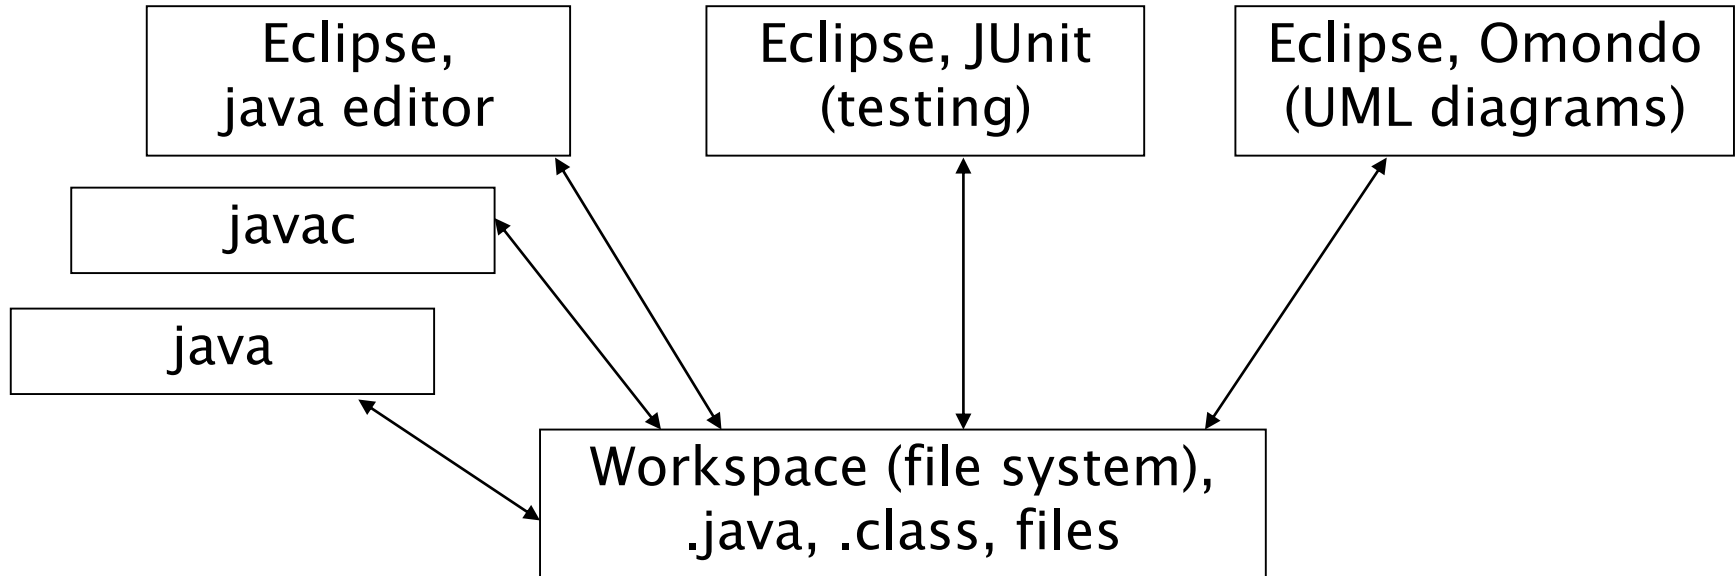 Eclipse,
java editor
Eclipse, JUnit
(testing)
Eclipse, Omondo
(UML diagrams)
javac
java
Workspace (file system),
.java, .class, files